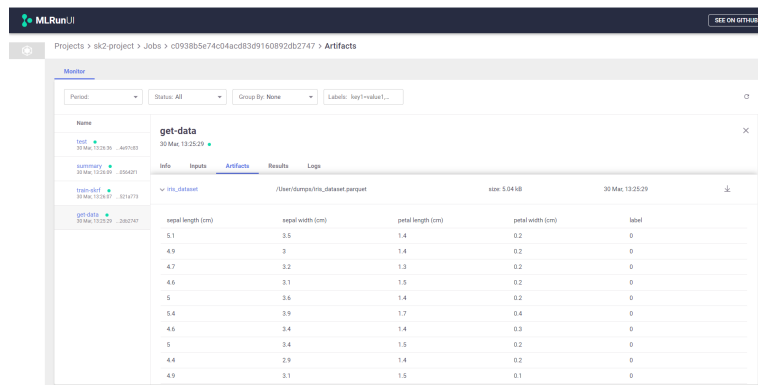 MLRunUI
SEE ON GITHUB
Projects > sk2-project > Jobs > c0938b5e74c04acd83d9160892db2747 > Artifacts
Monitor
Period:
Status: All
Group By: None
Labels: key1=value1,...
Name
test
30 Mar, 13:26:36
summary
30 Mar, 13:26:09
train-skrf
30 Mar, 13:26:07 ...521a773
get-data
30 Mar, 13:25:29 ...2db2747
get-data
30 Mar, 13:25:29
Info Inputs Artifacts Results Logs
iris_dataset /User/dumps/iris_dataset.parquet size: 5.04 kB 30 Mar, 13:25:29
sepal length (cm) sepal width (cm) petal length (cm) petal width (cm) label
5.1 3.5 1.4 0.2 0
4.9 3 1.4 0.2 0
4.7 3.2 1.3 0.2 0
4.6 3.1 1.5 0.2 0
5 3.6 1.4 0.2 0
5.4 3.9 1.7 0.4 0
4.6 3.4 1.4 0.3 0
5 3.4 1.5 0.2 0
4.4 2.9 1.4 0.2 0
4.9 3.1 1.5 0.1 0